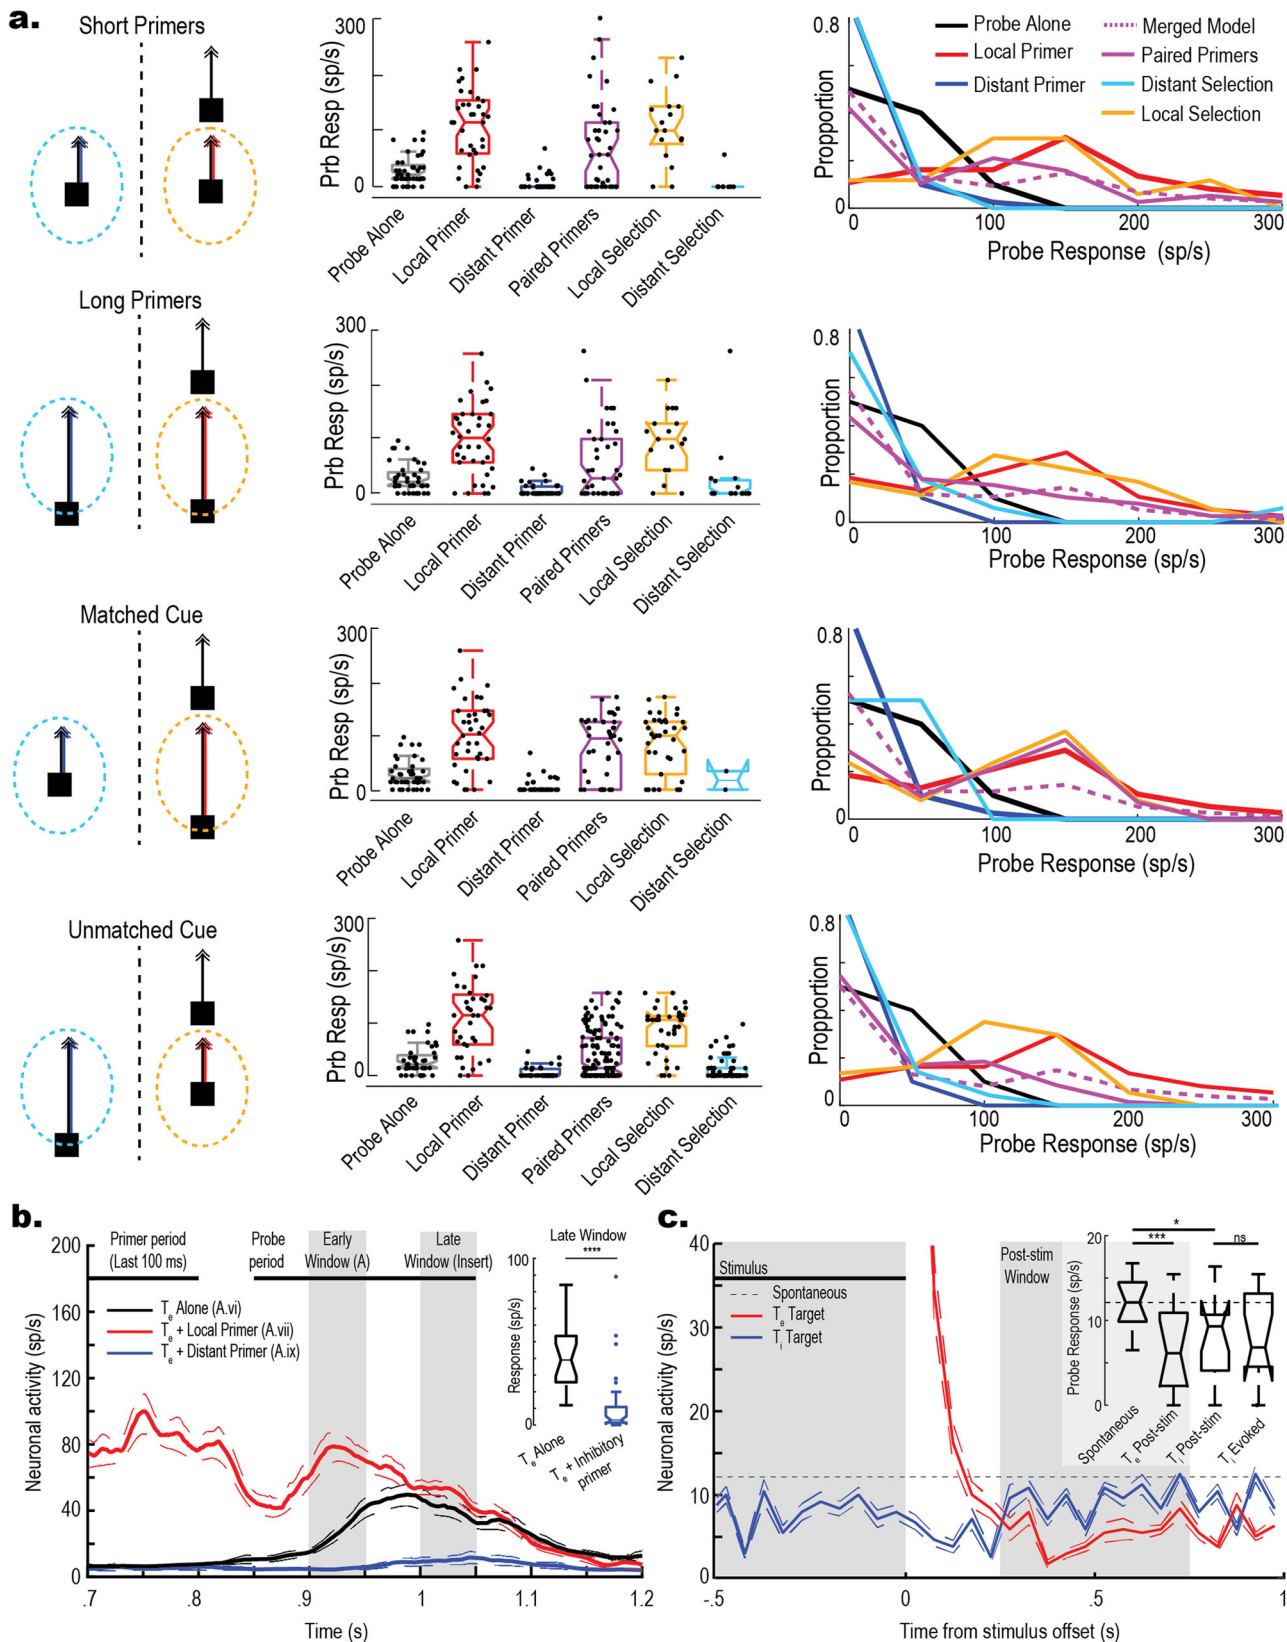 a.
Short Primers
300
Prb Resp (sp/s)
0
Probe Alone
Local Primer
Distant Primer
Paired Primers
Local Selection
Distant Selection
0.8
Proportion
0
0
100
200
300
Probe Response (sp/s)
Probe Alone
Local Primer
Distant Primer
Merged Model
Paired Primers
Distant Selection
Local Selection
Long Primers
300
Prb Resp (sp/s)
0
Probe Alone
Local Primer
Distant Primer
Paired Primers
Local Selection
Distant Selection
0.8
Proportion
0
0
100
200
300
Probe Response (sp/s)
Matched Cue
300
Prb Resp (sp/s)
0
Probe Alone
Local Primer
Distant Primer
Paired Primers
Local Selection
Distant Selection
0.8
Propportion
0
0
100
200
300
Probe Response (sp/s)
Unmatched Cue
300
Prb Resp (sp/s)
0
Probe Alone
Local Primer
Distant Primer
Paired Primers
Local Selection
Distant Selection
0.8
Propportion
0
0
100
200
300
Probe Response (sp/s)
b.
200
160
120
80
40
0
Neuronal activity (sp/s)
Primer period
(Last 100 ms)
Probe
period
Early
Window (A)
Late
Window (Insert)
Te Alone (A.vi)
Te + Local Primer (A.vii)
Te + Distant Primer (A.ix)
Late Window
****
100
50
0
Response (sp/s)
Te Alone
Te + Inhibitory
primer
.7
.8
.9
1
1.1
1.2
Time (s)
c.
40
30
20
10
0
Neuronal activity (sp/s)
Stimulus
Spontaneous
Te Target
Ti Target
Post-stim
Window
*
***
ns
20
10
0
Probe Response (sp/s)
Spontaneous
Te Post-stim
Ti Post-stim
Ti Evoked
-.5
0
.5
1
Time from stimulus offset (s)